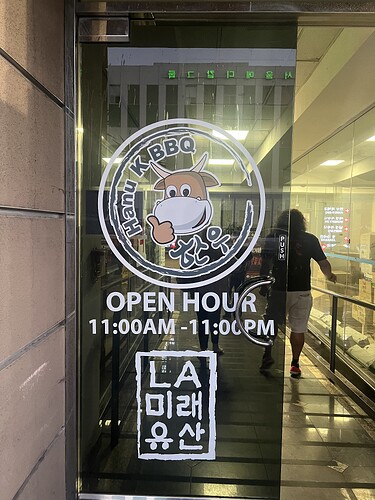 Hanu K BBQ
한우
OPEN HOUR
11:00AM -11:00PM
PUSH
LA
미래
유산